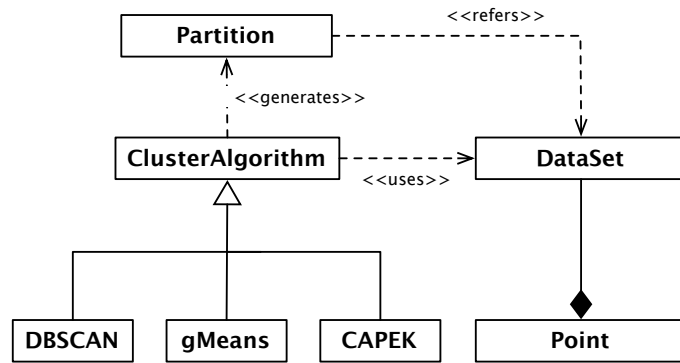 <<refers>>
Partition
<<generates>>
ClusterAlgorithm
DataSet
<<uses>>
DBSCAN
gMeans
CAPEK
Point